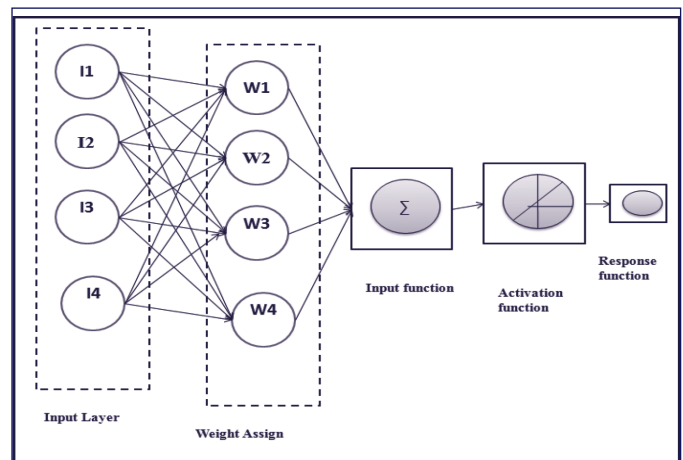 I1
I2
I3
I4
W1
W2
W3
W4
Σ
Input function
Activation
function
Response
function
Input Layer
Weight Assign